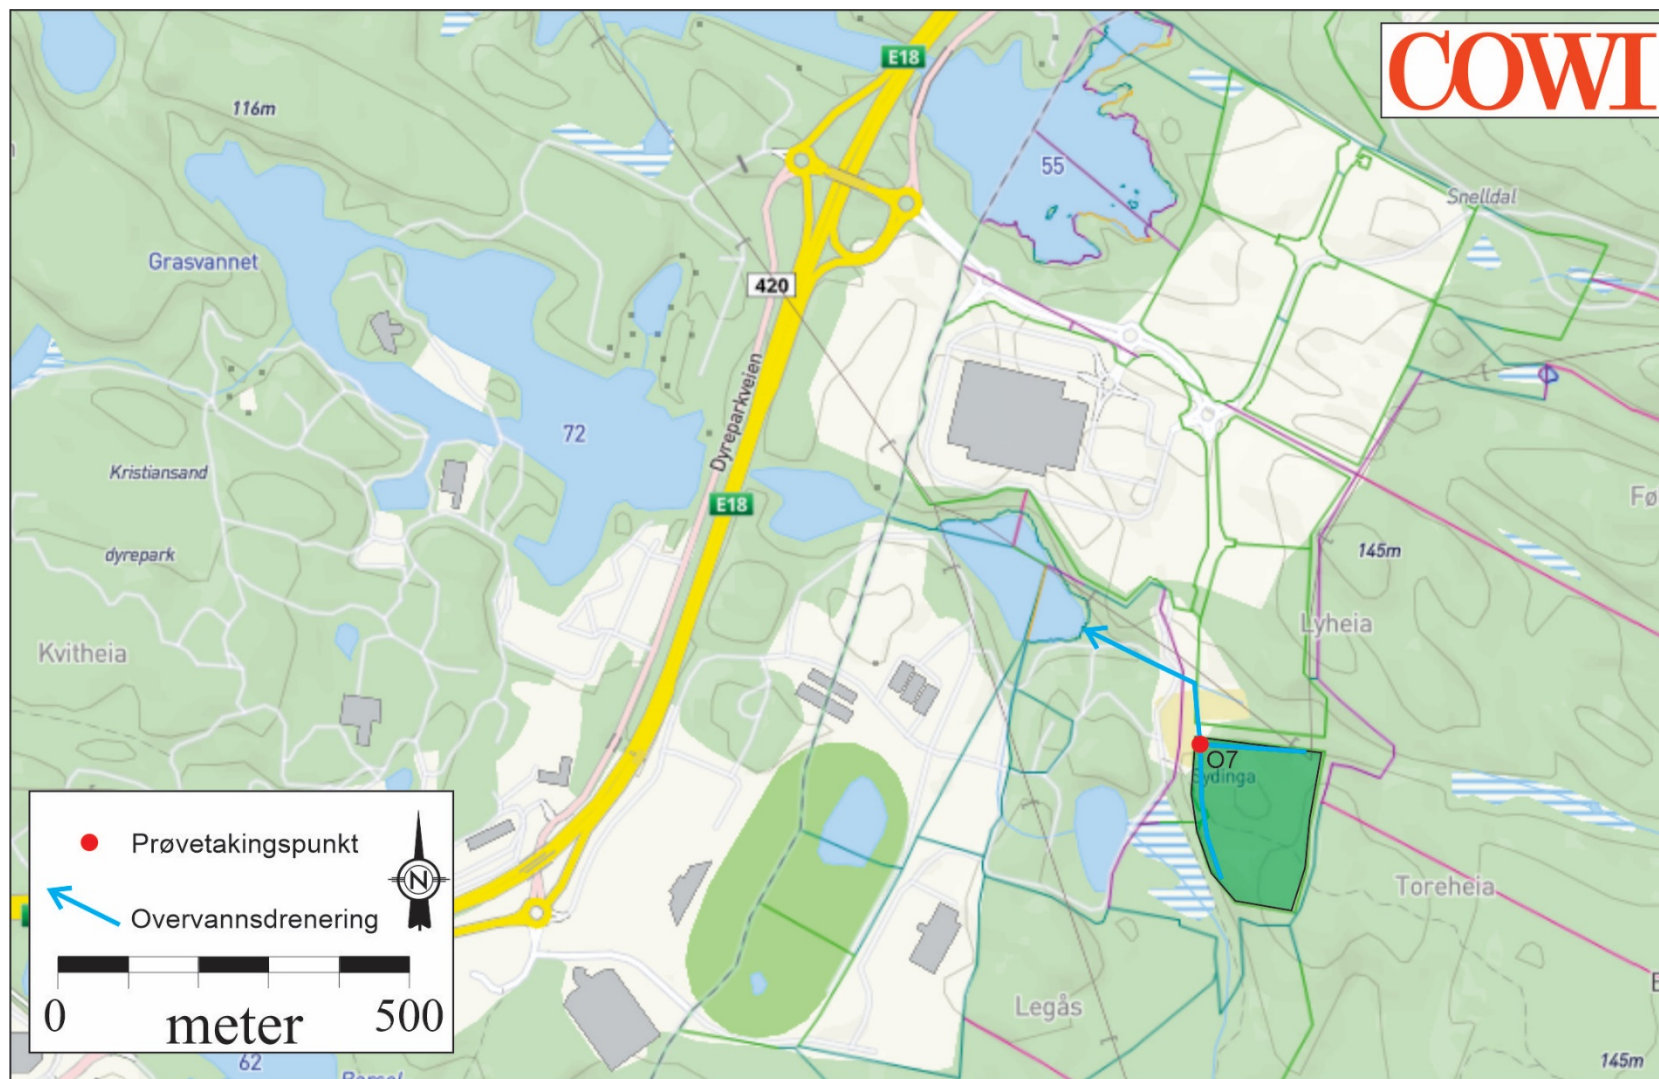 COWI
E18
116m
55
Snelldal
Grasvannet
420
Dyreparkveien
72
Kristiansand
E18
dyrepark
145m
Lyheia
Kvitheia
O7
Toreheia
Prøvetakingspunkt
N
Overvannsdrenering
0 meter 500
Legås
62
145m